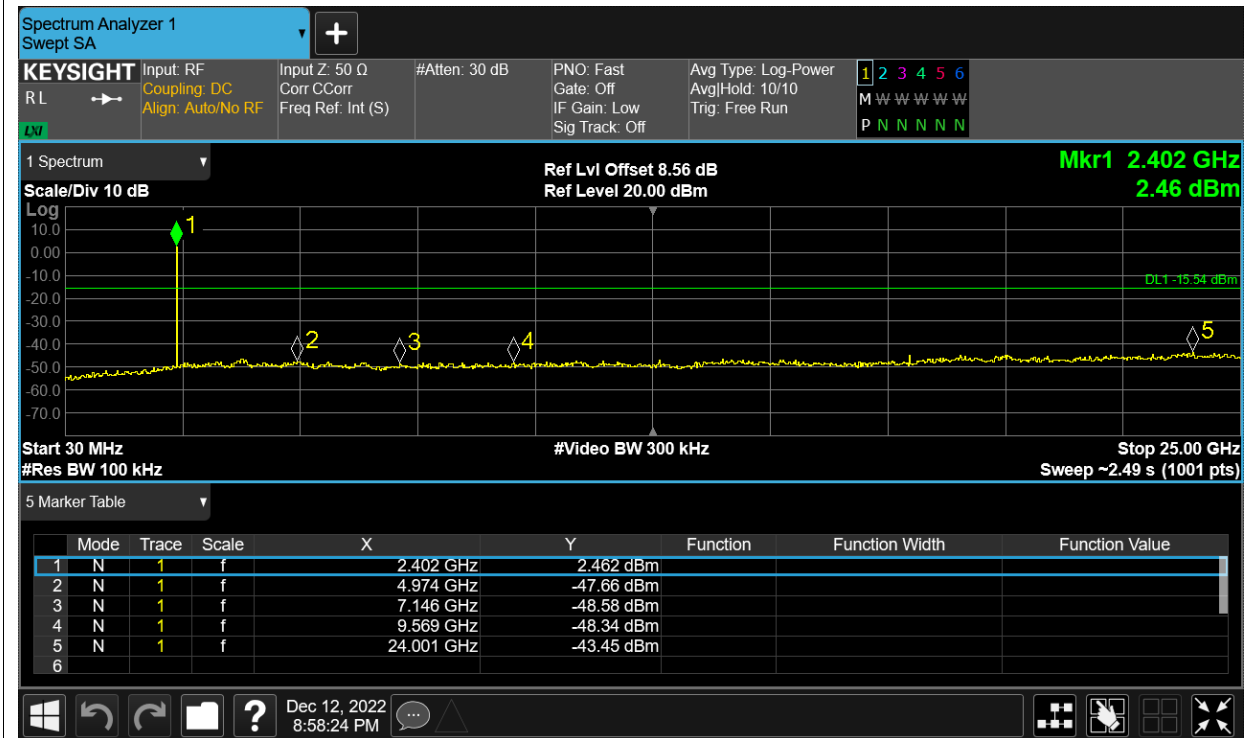 Spectrum Analyzer 1
Swept SA
KEYSIGHT
R L
LXI
Input: RF
Coupling: DC
Align: Auto/No RF
Input Z: 50 Ω
Corr CCorr
Freq Ref: Int (S)
#Atten: 30 dB
PNO: Fast
Gate: Off
IF Gain: Low
Sig Track: Off
Avg Type: Log-Power
Avg|Hold: 10/10
Trig: Free Run
1 2 3 4 5 6
M W W W W W
P N N N N N
1 Spectrum
Scale/Div 10 dB
Ref Lvl Offset 8.56 dB
Ref Level 20.00 dBm
Mkr1 2.402 GHz
2.46 dBm
Log
10.0
0.00
-10.0
-20.0
-30.0
-40.0
-50.0
-60.0
-70.0
1
2
3
4
5
DL1 -15.54 dBm
Start 30 MHz
#Video BW 300 kHz
Stop 25.00 GHz
#Res BW 100 kHz
Sweep ~2.49 s (1001 pts)
5 Marker Table
Mode Trace Scale X Y Function Function Width Function Value
1 N 1 f 2.402 GHz 2.462 dBm
2 N 1 f 4.974 GHz -47.66 dBm
3 N 1 f 7.146 GHz -48.58 dBm
4 N 1 f 9.569 GHz -48.34 dBm
5 N 1 f 24.001 GHz -43.45 dBm
6
?
Dec 12, 2022
8:58:24 PM